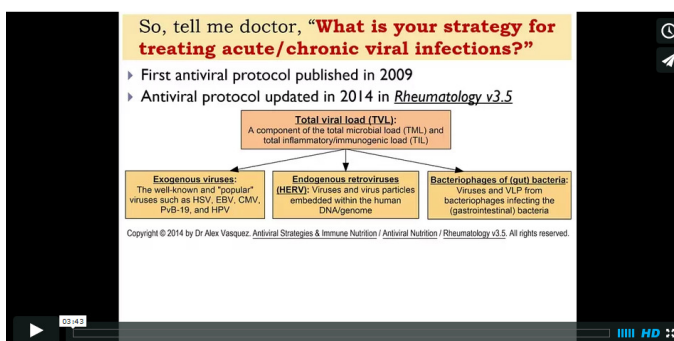 So, tell me doctor, “What is your strategy for
treating acute/chronic viral infections?”
First antiviral protocol published in 2009
Antiviral protocol updated in 2014 in Rheumatology v3.5
Total viral load (TVL):
A component of the total microbial load (TML) and
total inflammatory/immunogenic load (TIL)
Exogenous viruses:
The well-known and "popular"
viruses such as HSV, EBV, CMV,
PvB-19, and HPV
Endogenous retroviruses
(HERV): Viruses and virus particles
embedded within the human
DNA/genome
Bacteriophages of (gut) bacteria:
Viruses and VLP from
bacteriophages infecting the
(gastrointestinal) bacteria
Copyright © 2014 by Dr Alex Vasquez. Antiviral Strategies & Immune Nutrition / Antiviral Nutrition / Rheumatology v3.5. All rights reserved.
03:43
HD